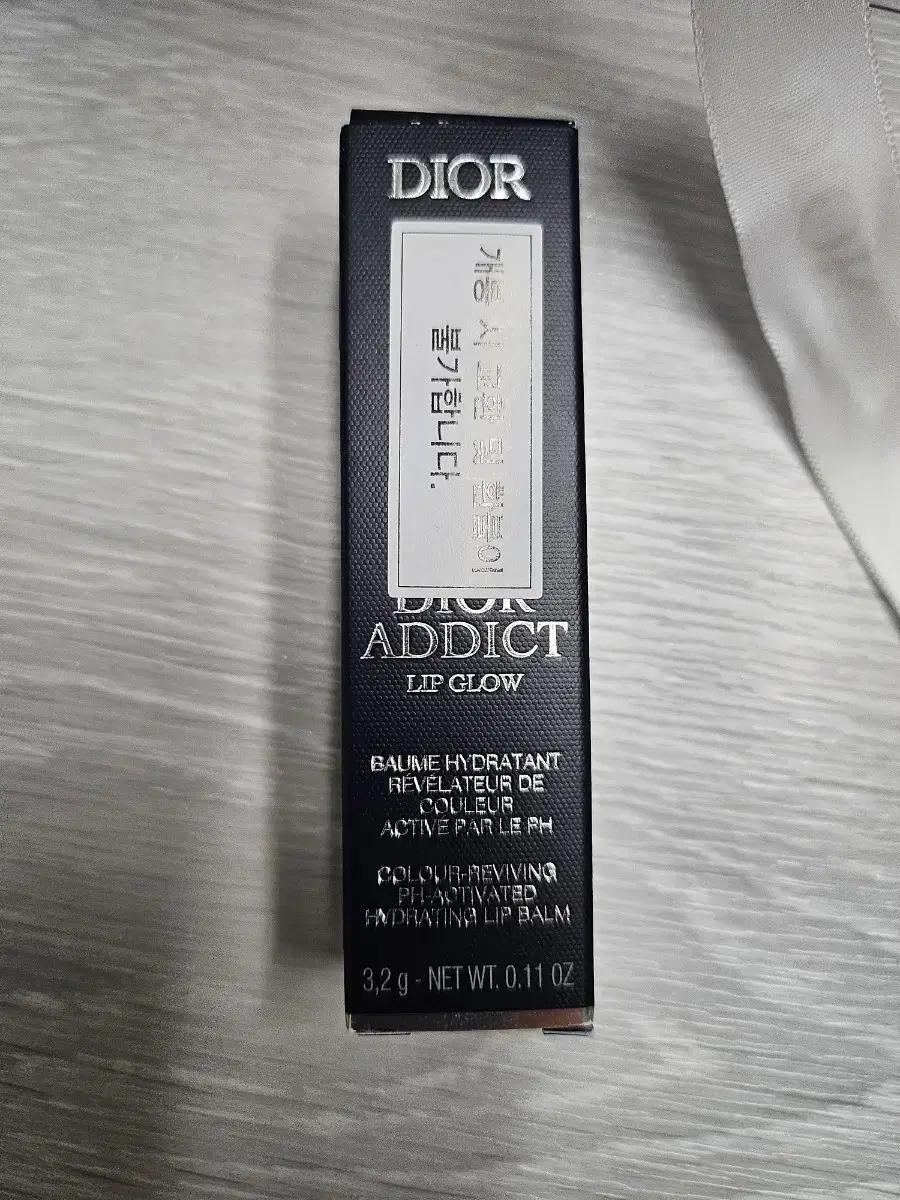 DIOR
개봉 시 교환 및 환불이
불가합니다.
DIOR
ADDICT
LIP GLOW
BAUME HYDRATANT
RÉVÉLATEUR DE
COULEUR
ACTIVÉ PAR LE PH
COLOUR-REVIVING
PH-ACTIVATED
HYDRATING LIP BALM
3,2 g - NET WT. 0.11 OZ